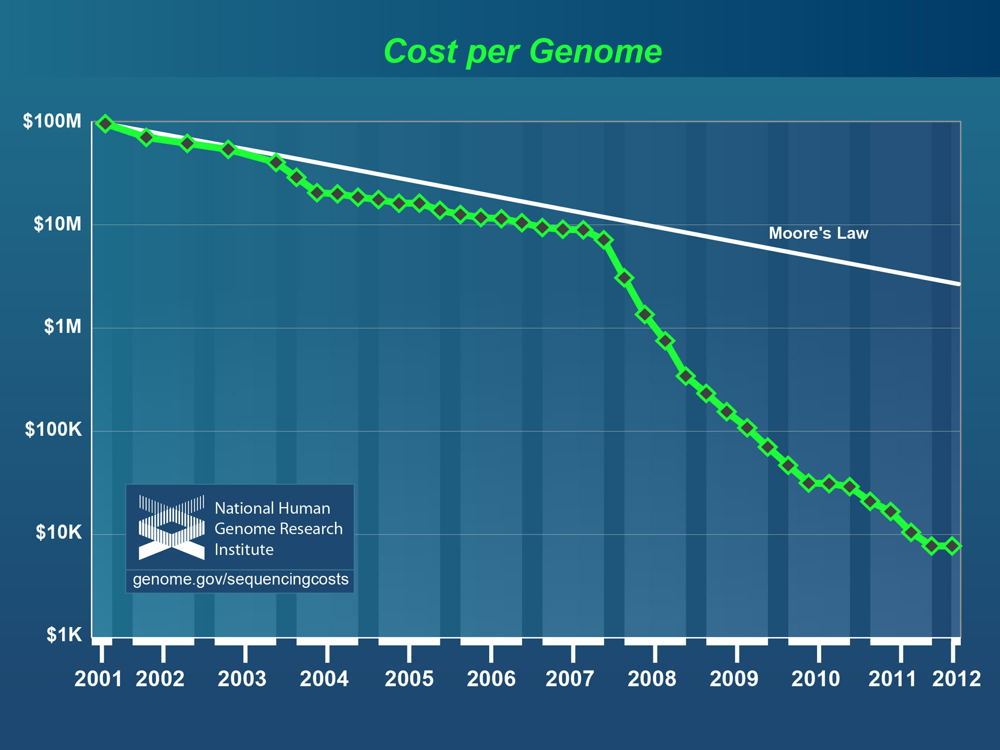 Cost per Genome
$100M
$10M
Moore's Law
$1M
$100K
$10K
$1K
National Human
Genome Research
Institute
genome.gov/sequencingcosts
2001 2002 2003 2004 2005 2006 2007 2008 2009 2010 2011 2012